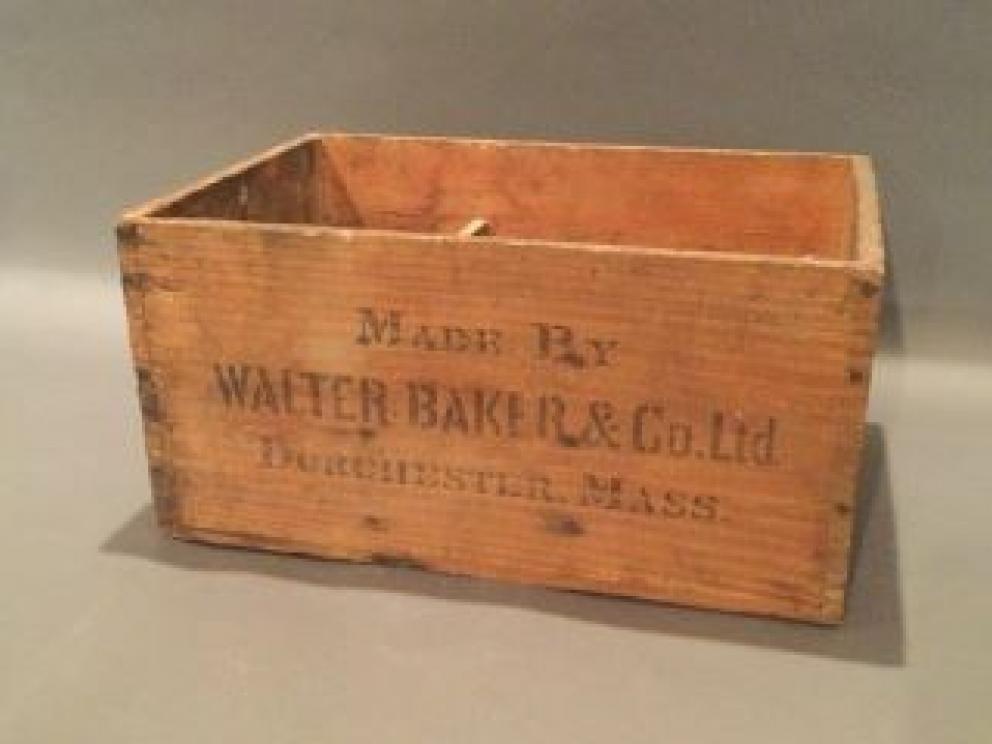 MADE BY
WALTER BAKER & Co. Ltd.
DORCHESTER. MASS.